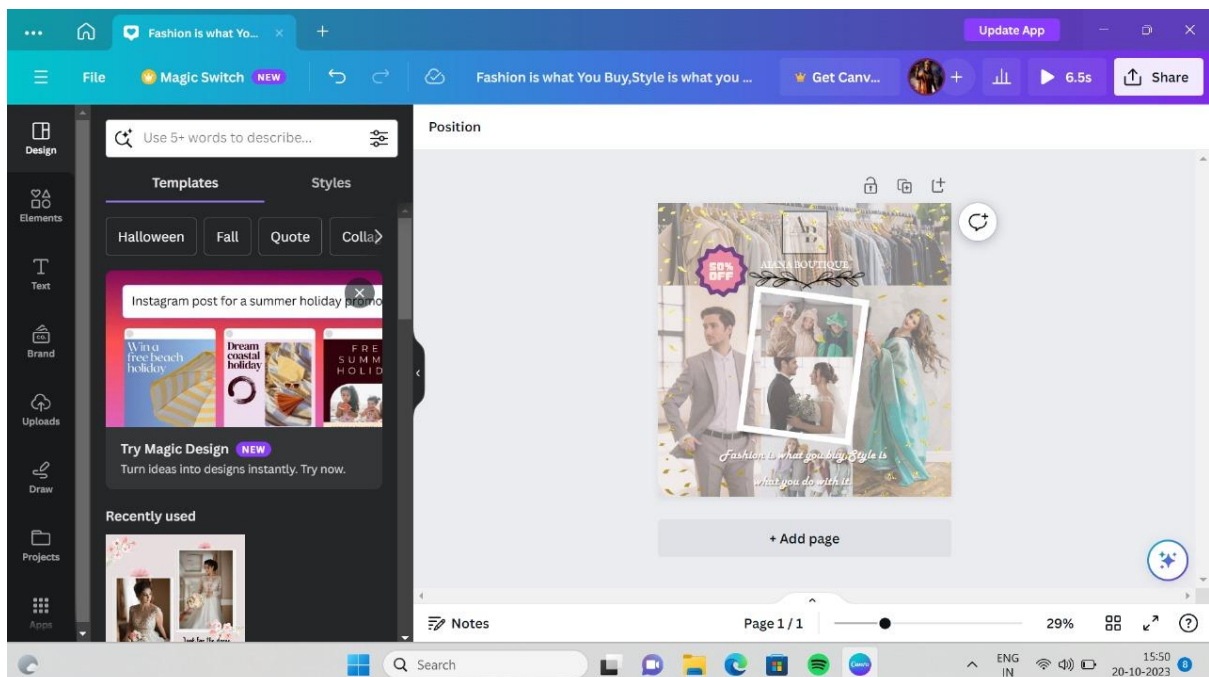 Fashion is what Yo...
Update App
File
Magic Switch NEW
Fashion is what You Buy,Style is what you ...
Get Canv...
6.5s
Share
Design
Elements
Text
Brand
CO.
Uploads
Draw
Projects
Apps
Use 5+ words to describe...
Templates
Styles
Halloween
Fall
Quote
Colla
Instagram post for a summer holiday promo
Win a
free beach
holiday
Dream
coastal
holiday
FREE
SUMM
HOLID
Try Magic Design NEW
Turn ideas into designs instantly. Try now.
Recently used
Position
AB
AIANA BOUTIQUE
50%
OFF
Fashion is what you buy,Style is
what you do with it
+ Add page
Notes
Page 1 / 1
29%
Search
Canva
ENG
IN
15:50
20-10-2023
8